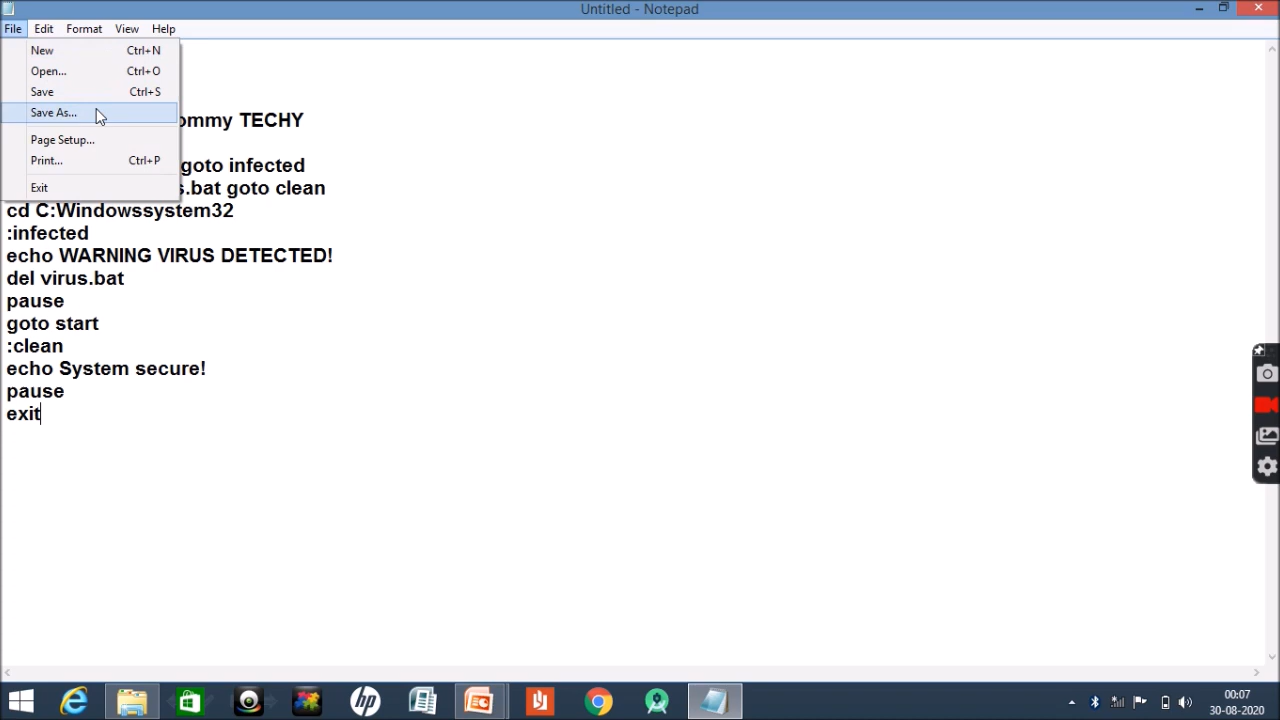 Untitled - Notepad
File Edit Format View Help
New Ctrl+N
Open... Ctrl+O
Save Ctrl+S
Save As...
Page Setup...
Print... Ctrl+P
Exit
TECHY
goto infected
goto clean
cd C:Windowssystem32
:infected
echo WARNING VIRUS DETECTED!
del virus.bat
pause
goto start
:clean
echo System secure!
pause
exit
hp
00:07
30-08-2020